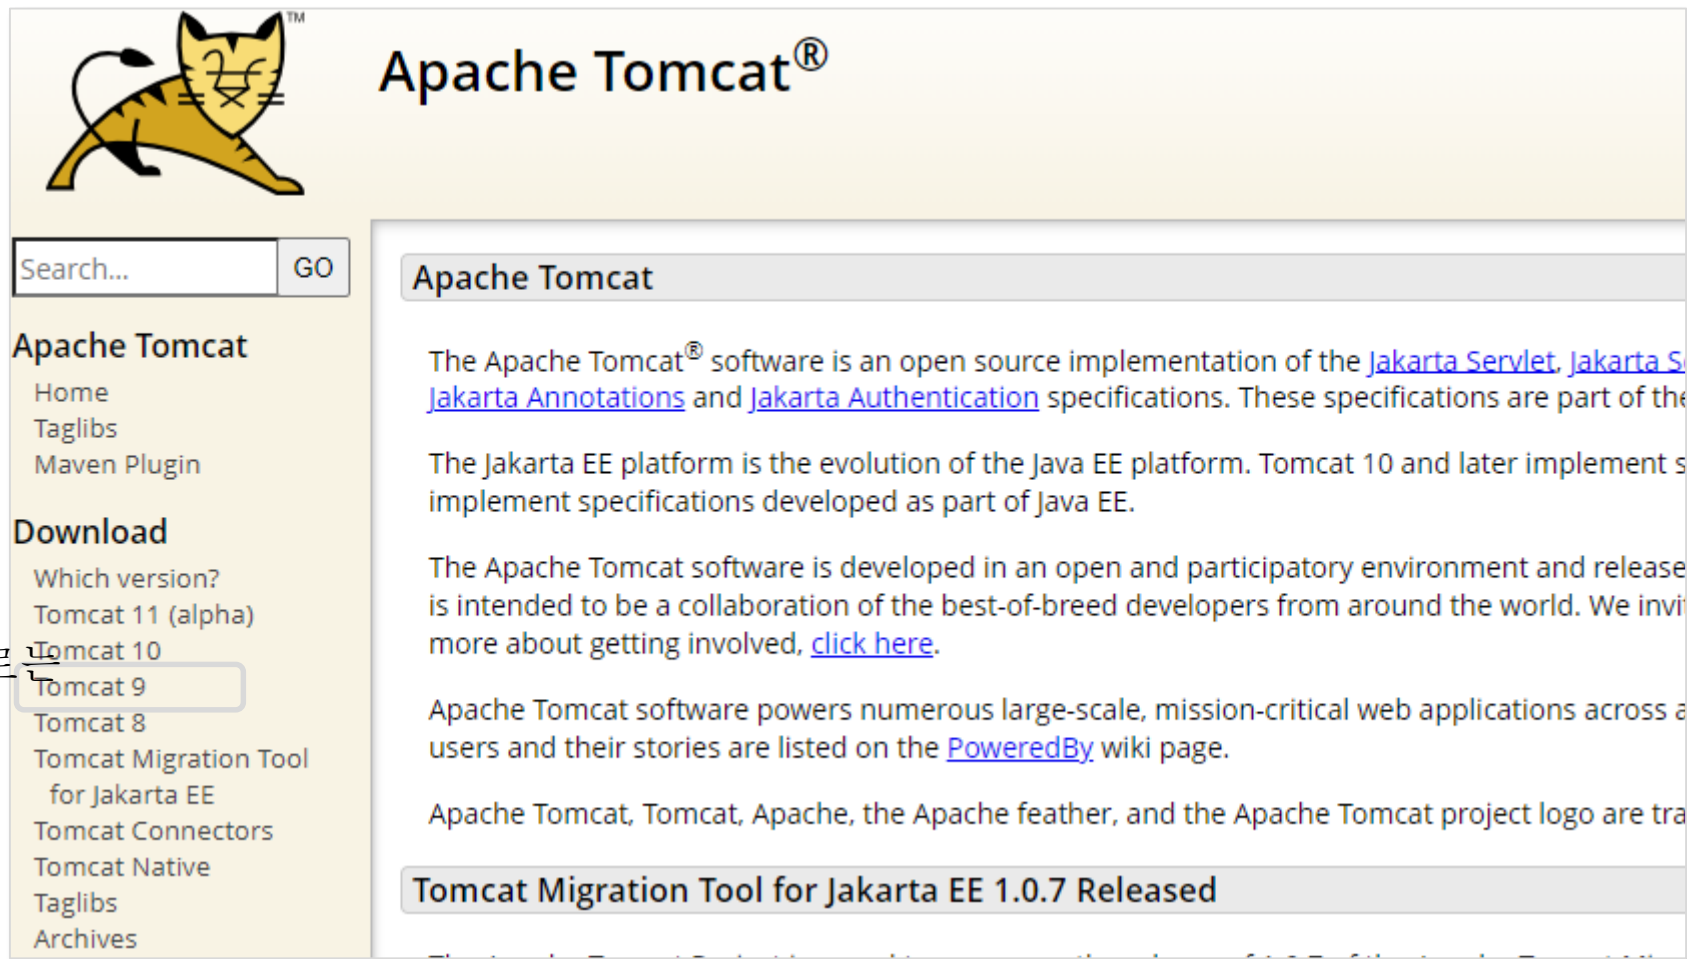 TM
Apache Tomcat®
Search... GO
Apache Tomcat
Home
Taglibs
Maven Plugin
Download
Which version?
Tomcat 11 (alpha)
Tomcat 10
Tomcat 9
Tomcat 8
Tomcat Migration Tool
for Jakarta EE
Tomcat Connectors
Tomcat Native
Taglibs
Archives
Apache Tomcat
The Apache Tomcat® software is an open source implementation of the Jakarta Servlet, Jakarta
Jakarta Annotations and Jakarta Authentication specifications. These specifications are part of the
The Jakarta EE platform is the evolution of the Java EE platform. Tomcat 10 and later implement
implement specifications developed as part of Java EE.
The Apache Tomcat software is developed in an open and participatory environment and release
is intended to be a collaboration of the best-of-breed developers from around the world. We
more about getting involved, click here.
Apache Tomcat software powers numerous large-scale, mission-critical web applications across
users and their stories are listed on the PoweredBy wiki page.
Apache Tomcat, Tomcat, Apache, the Apache feather, and the Apache Tomcat project logo are
Tomcat Migration Tool for Jakarta EE 1.0.7 Released